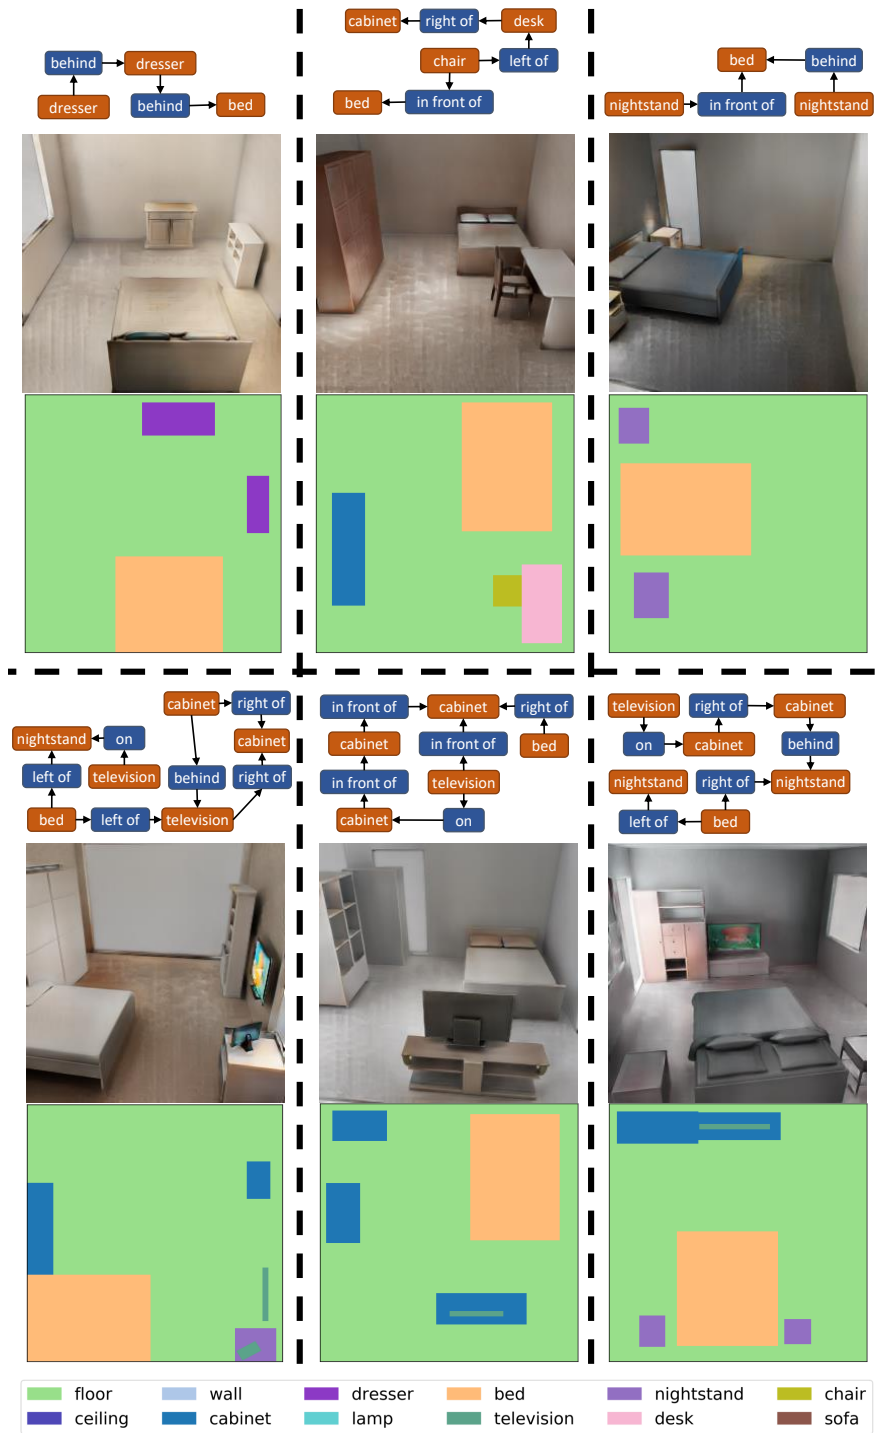 behind dresser
dresser behind bed
cabinet right of desk
chair left of
bed in front of
bed behind
nightstand in front of nightstand
cabinet right of
nightstand on cabinet
left of television behind right of
bed left of television
in front of cabinet right of
cabinet in front of bed
in front of television
cabinet on
television right of cabinet
on cabinet behind
nightstand right of nightstand
left of bed
floor wall dresser bed nightstand chair
ceiling cabinet lamp television desk sofa